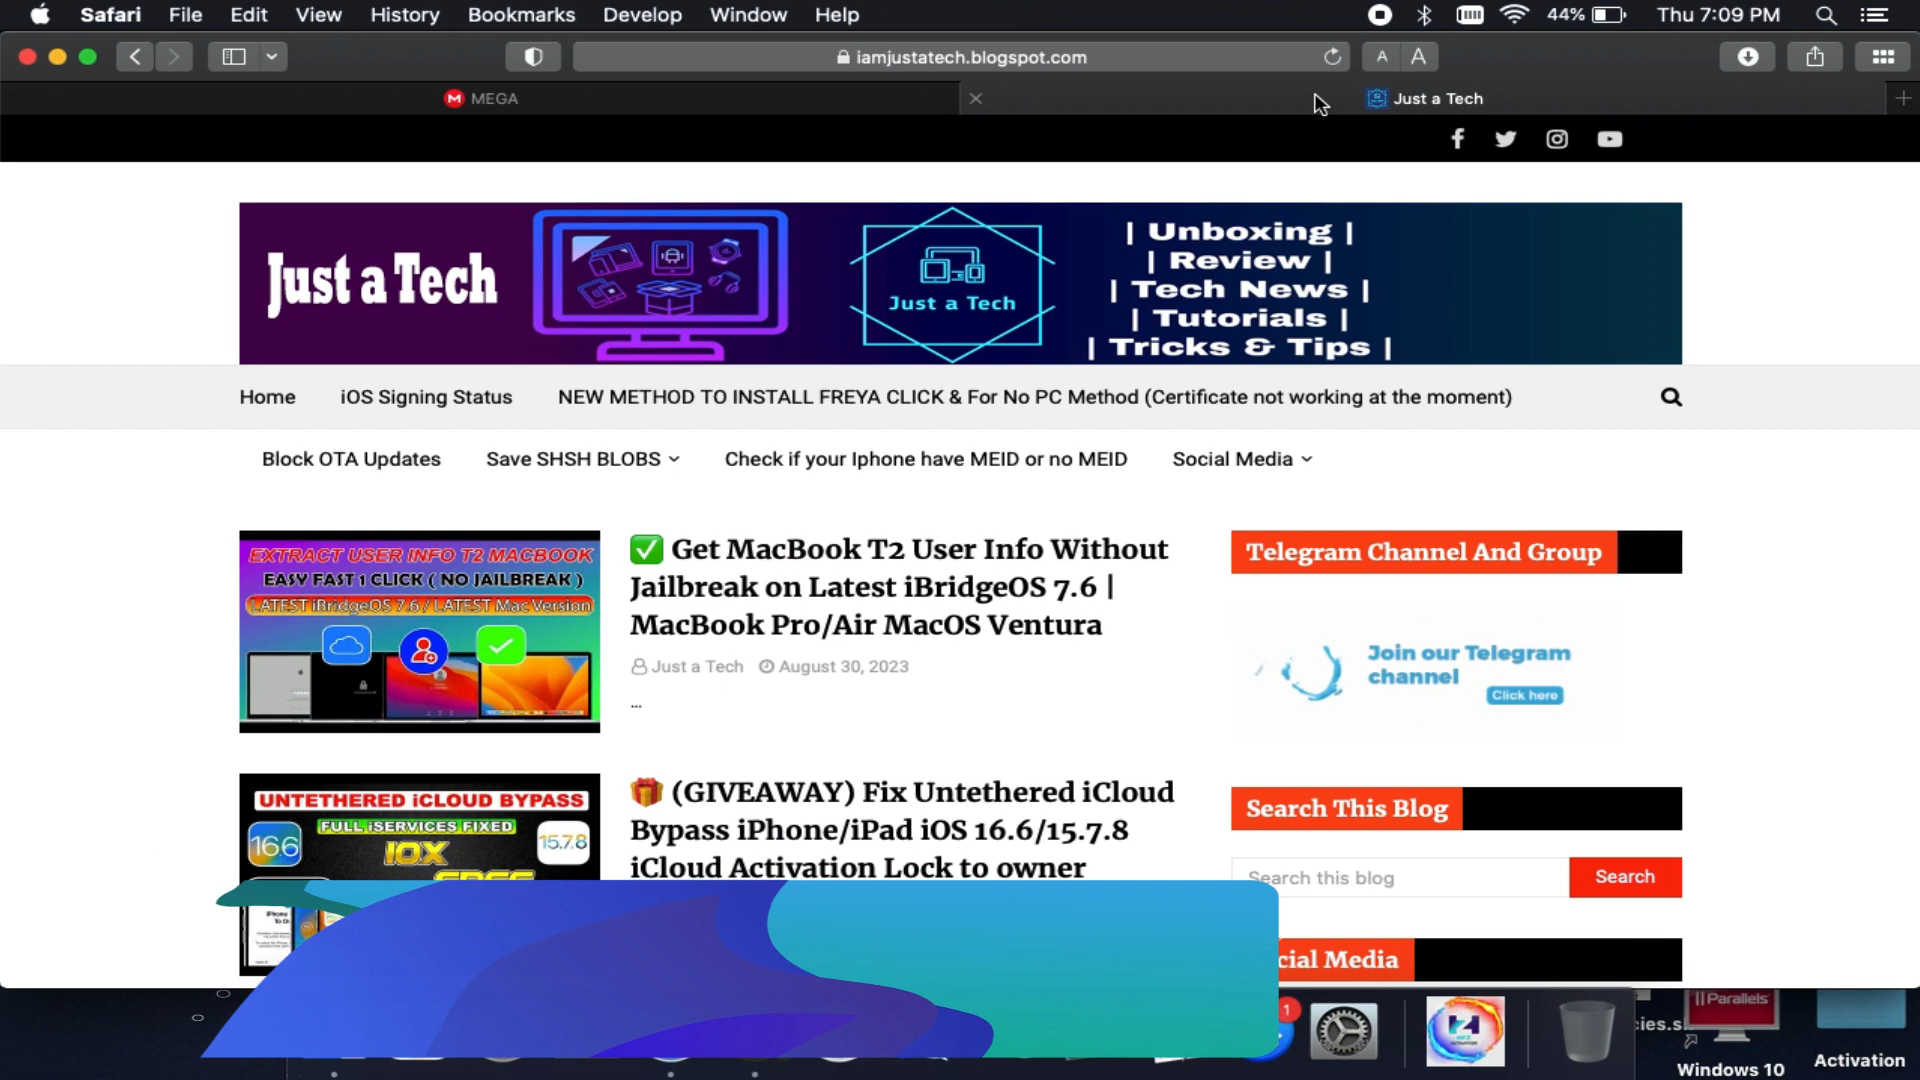 Safari File Edit View History Bookmarks Develop Window Help 44% Thu 7:09 PM
iamjustatech.blogspot.com A A
MEGA Just a Tech
Just a Tech
Just a Tech
| Unboxing |
| Review |
| Tech News |
| Tutorials |
| Tricks & Tips |
Home iOS Signing Status NEW METHOD TO INSTALL FREYA CLICK & For No PC Method (Certificate not working at the moment)
Block OTA Updates Save SHSH BLOBS Check if your Iphone have MEID or no MEID Social Media
EXTRACT USER INFO T2 MACBOOK
EASY FAST 1 CLICK ( NO JAILBREAK )
LATEST iBridgeOS 7.6 / LATEST Mac Version
✅ Get MacBook T2 User Info Without
Jailbreak on Latest iBridgeOS 7.6 |
MacBook Pro/Air MacOS Ventura
Just a Tech August 30, 2023
...
Telegram Channel And Group
Join our Telegram
channel
Click here
UNTETHERED iCLOUD BYPASS
FULL iSERVICES FIXED
16.6
10X
15.7.8
🎁 (GIVEAWAY) Fix Untethered iCloud
Bypass iPhone/iPad iOS 16.6/15.7.8
iCloud Activation Lock to owner
Search This Blog
Search this blog Search
cial Media
1
Parallels
Windows 10
Activation